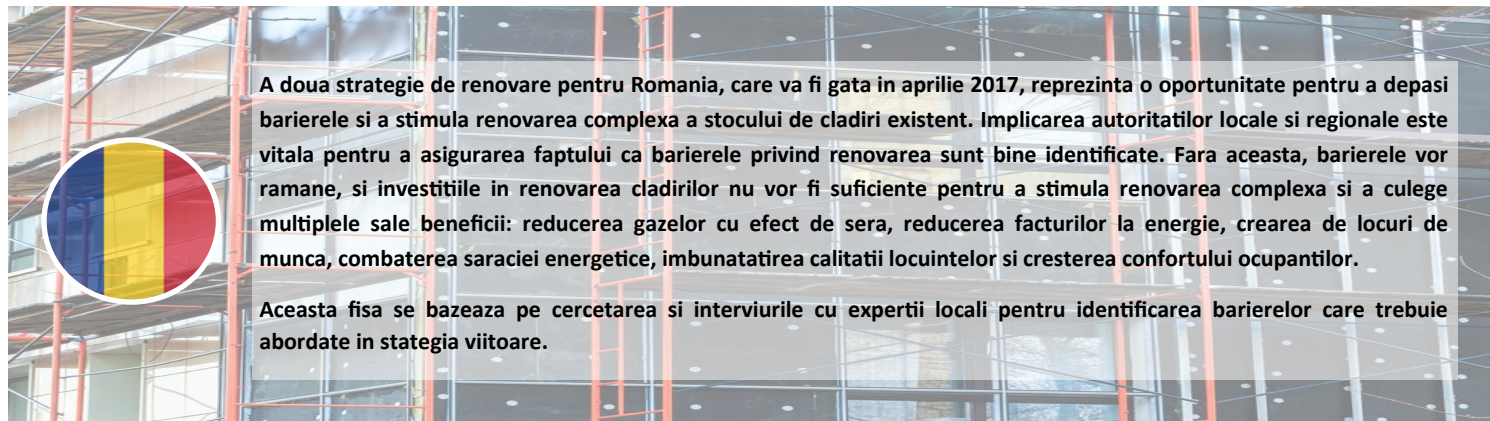 A doua strategie de renovare pentru Romania, care va fi gata in aprilie 2017, reprezinta o oportunitate pentru a depasi
barierele si a stimula renovarea complexa a stocului de cladiri existent. Implicarea autoritatilor locale si regionale este
vitala pentru a asigurarea faptului ca barierele privind renovarea sunt bine identificate. Fara aceasta, barierele vor
ramane, si investitiile in renovarea cladirilor nu vor fi suficiente pentru a stimula renovarea complexa si a culege
multiplele sale beneficii: reducerea gazelor cu efect de sera, reducerea facturilor la energie, crearea de locuri de
munca, combaterea saraciei energetice, imbunatatirea calitatii locuintelor si cresterea confortului ocupantilor.
Aceasta fisa se bazeaza pe cercetarea si interviurile cu expertii locali pentru identificarea barierelor care trebuie
abordate in stategia viitoare.